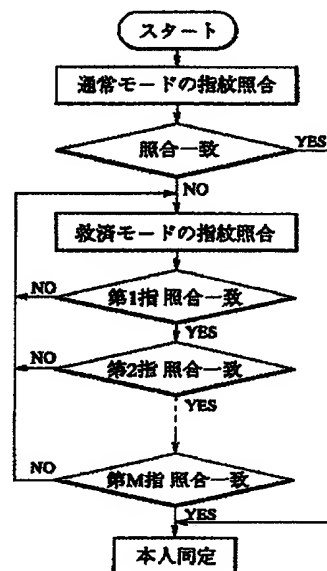 スタート
通常モードの指紋照合
照合一致
YES
NO
救済モードの指紋照合
NO
第1指 照合一致
YES
NO
第2指 照合一致
YES
NO
第M指 照合一致
YES
本人同定